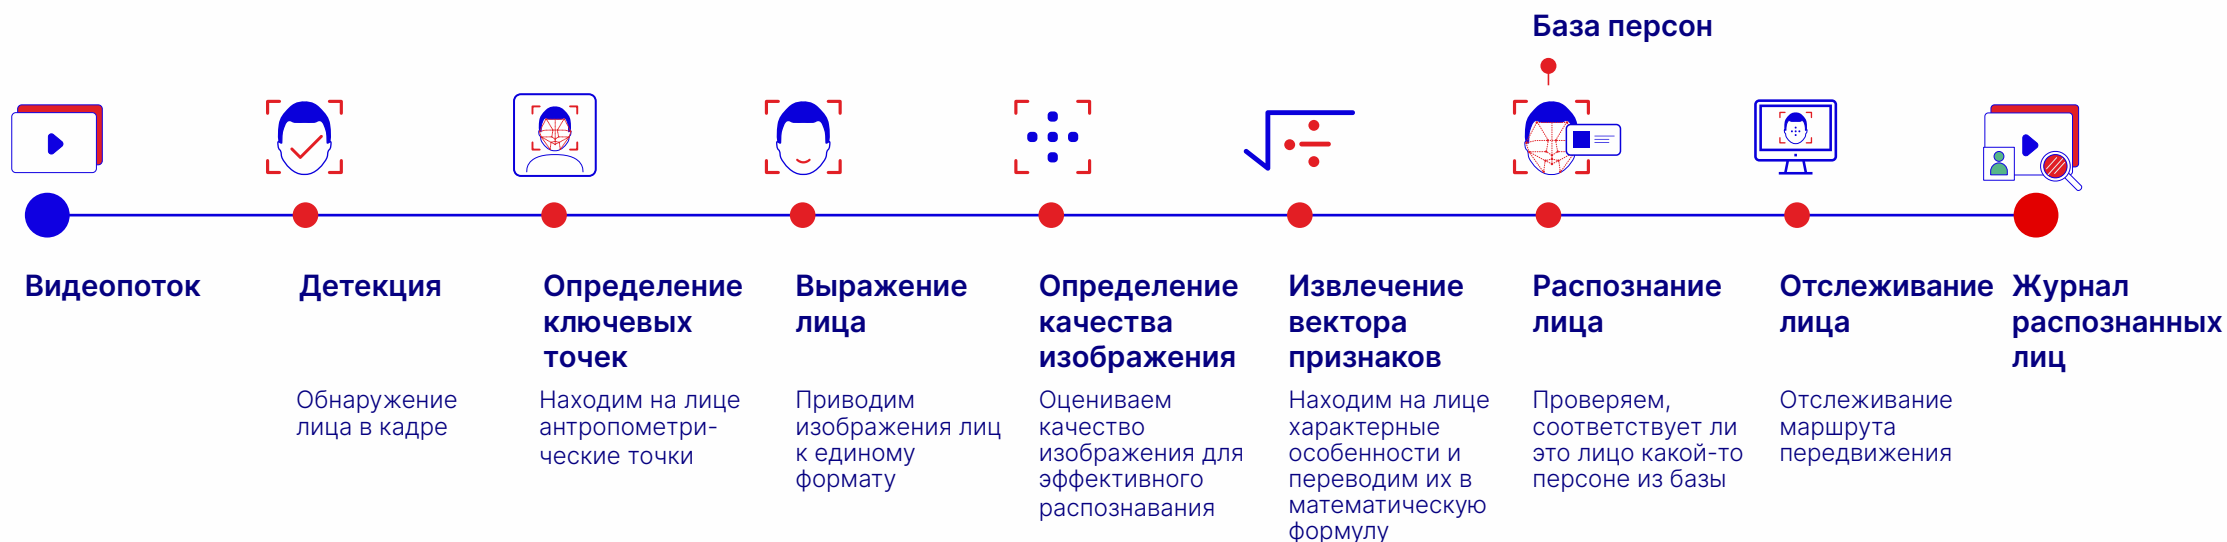 База персон
Видеопоток
Детекция
Обнаружение
лица в кадре
Определение
ключевых
точек
Находим на лице
антропометри-
ческие точки
Выражение
лица
Приводим
изображения лиц
к единому
формату
Определение
качества
изображения
Оцениваем
качество
изображения для
эффективного
распознавания
Извлечение
вектора
признаков
Находим на лице
характерные
особенности и
переводим их в
математическую
формулу
Распознание
лица
Проверяем,
соответствует ли
это лицо какой-то
персоне из базы
Отслеживание
лица
Отслеживание
маршрута
передвижения
Журнал
распознанных
лиц